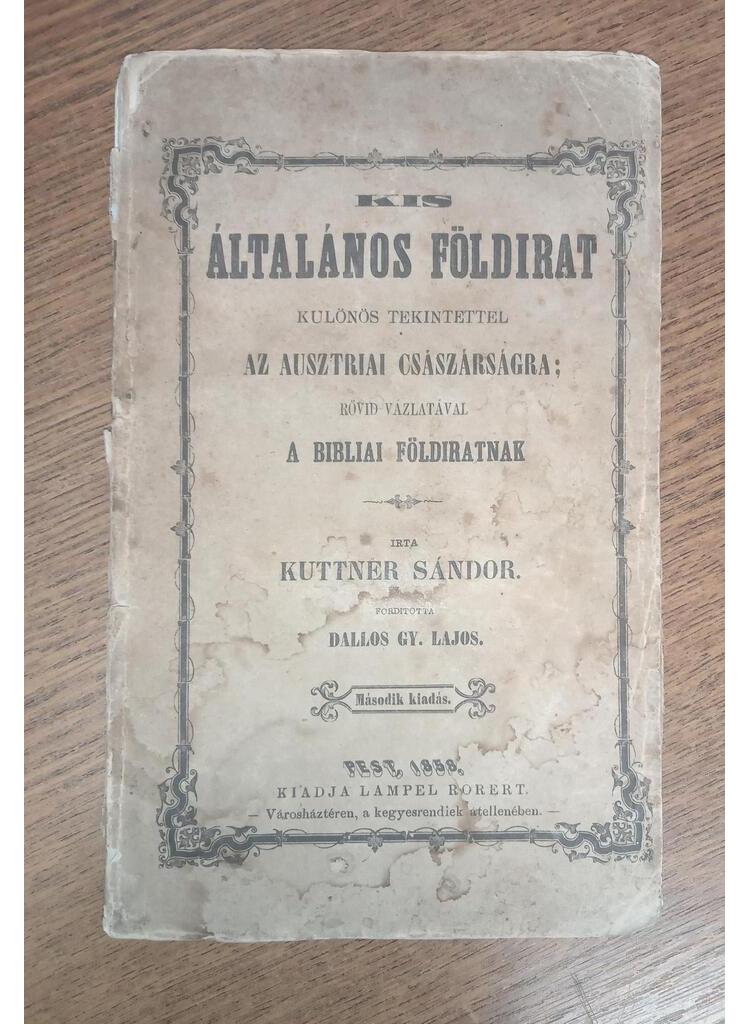 KIS
ÁLTALÁNOS FÖLDIRAT
KULÖNÖS TEKINTETTEL
AZ AUSZTRIAI CSÁSZÁRSÁGRA;
RÖVID VÁZLATÁVAL
A BIBLIAI FÖLDIRATNAK
IRTA
KUTTNER SÁNDOR.
FORDITOTTA
DALLOS GY. LAJOS.
Második kiadás.
PEST, 1858.
KIADJA LAMPEL ROBERT.
— Városháztéren, a kegyesrendiek átellenében. —